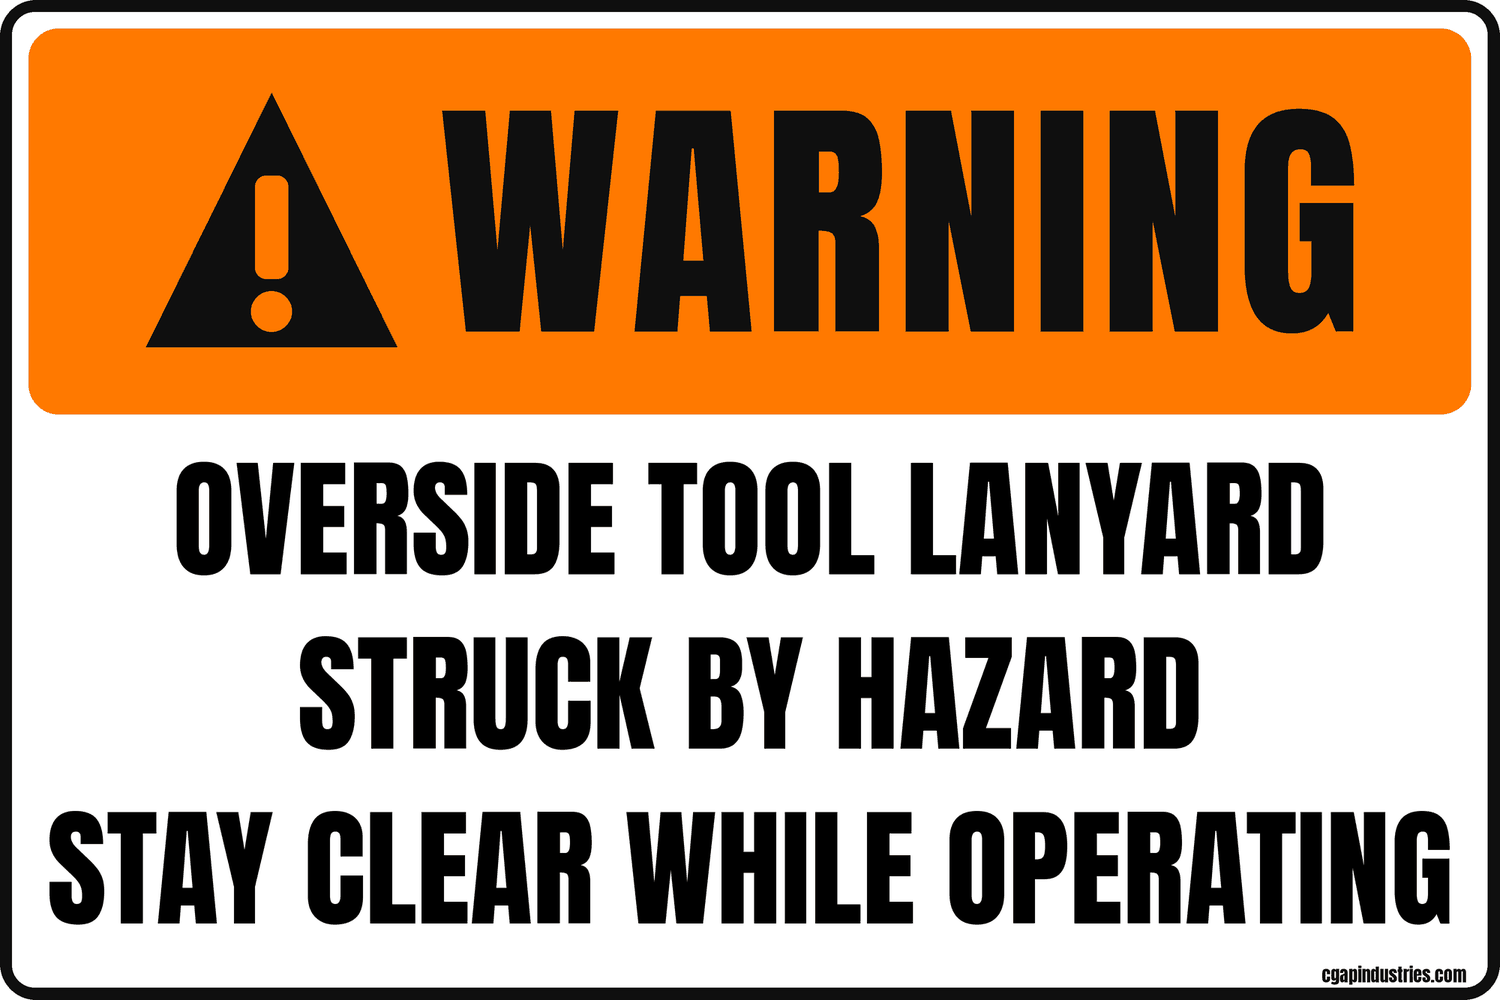 WARNING
OVERSIDE TOOL LANYARD
STRUCK BY HAZARD
STAY CLEAR WHILE OPERATING
cgapindustries.com